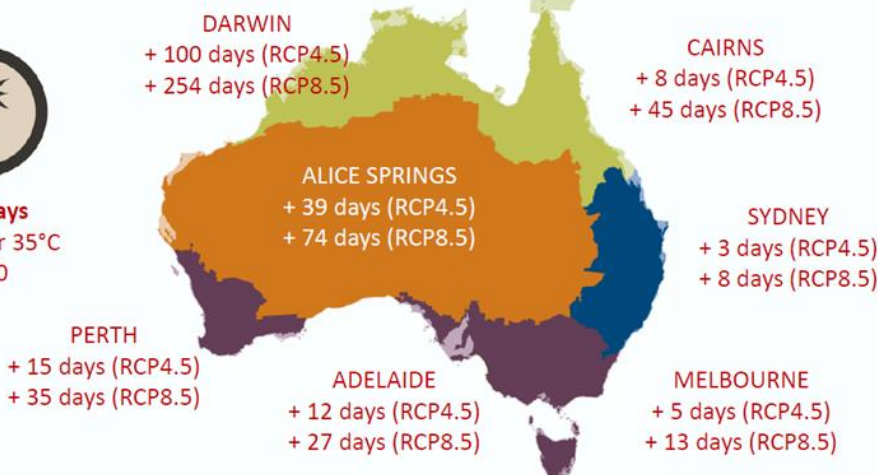 DARWIN
+ 100 days (RCP4.5)
+ 254 days (RCP8.5)
CAIRNS
+ 8 days (RCP4.5)
+ 45 days (RCP8.5)
ALICE SPRINGS
+ 39 days (RCP4.5)
+ 74 days (RCP8.5)
35°C
SYDNEY
+ 3 days (RCP4.5)
+ 8 days (RCP8.5)
PERTH
+ 15 days (RCP4.5)
+ 35 days (RCP8.5)
ADELAIDE
+ 12 days (RCP4.5)
+ 27 days (RCP8.5)
MELBOURNE
+ 5 days (RCP4.5)
+ 13 days (RCP8.5)